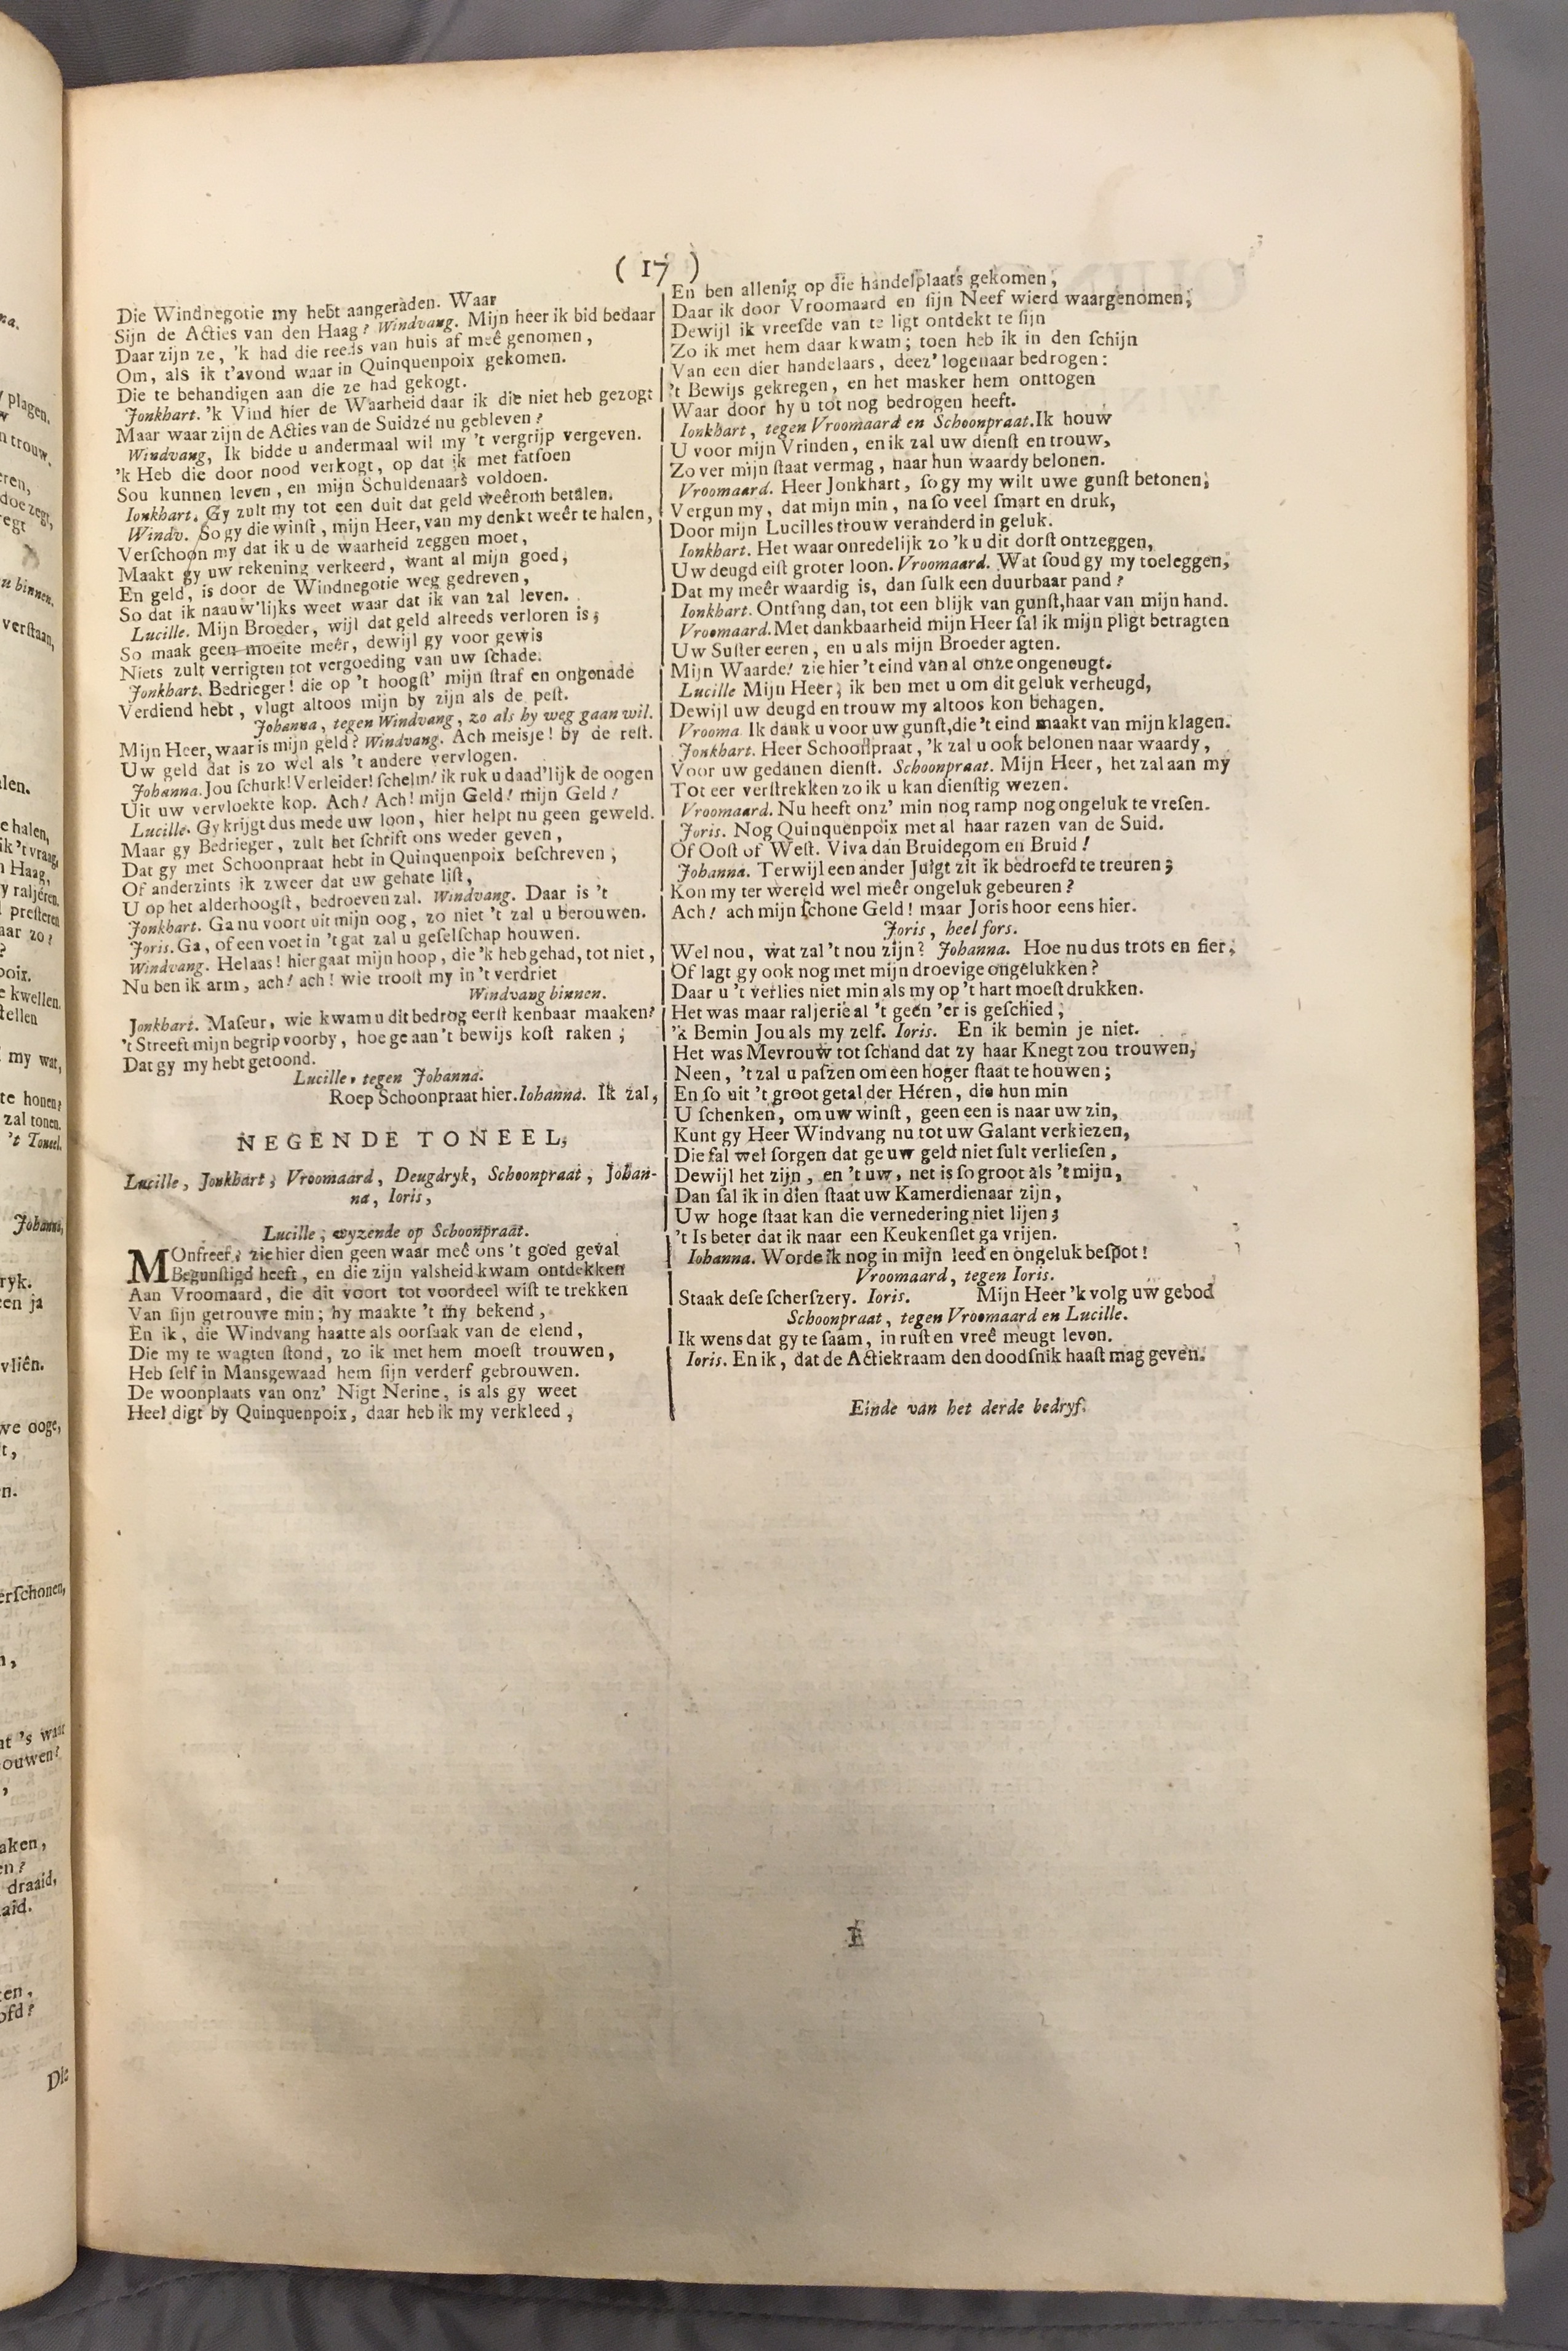 ( 17 )
Die Windnegotie my hebt aangeraden. Waar
Sijn de Acties van den Haag? Windvang. Mijn heer ik bid bedaar
Daar zijn ze, 'k had die reeds van huis af meê genomen,
Om, als ik t'avond waar in Quinquenpoix gekomen.
Die te behandigen aan die ze had gekogt.
Jonkhart. 'k Vind hier de Waarheid daar ik die niet heb gezogt
Maar waar zijn de Acties van de Suidzé nu gebleven?
Windvang, Ik bidde u andermaal wil my 't vergrijp vergeven.
'k Heb die door nood verkogt, op dat ik met fatſoen
Sou kunnen leven, en mijn Schuldenaars voldoen.
Ionkhart. Gy zult my tot een duit dat geld weêrom betalen.
Windv. So gy die winſt, mijn Heer, van my denkt weêr te halen,
Verſchoon my dat ik u de waarheid zeggen moet,
Maakt gy uw rekening verkeerd, want al mijn goed,
En geld, is door de Windnegotie weg gedreven,
So dat ik naauw'lijks weet waar dat ik van zal leven.
Lucille. Mijn Broeder, wijl dat geld alreeds verloren is;
So maak geen moeite meêr, dewijl gy voor gewis
Niets zult verrigten tot vergoeding van uw ſchade.
Jonkhart. Bedrieger! die op 't hoogſt' mijn ſtraf en ongenade
Verdiend hebt, vlugt altoos mijn by zijn als de peſt.
Johanna, tegen Windvang, zo als hy weg gaan wil.
Mijn Heer, waar is mijn geld? Windvang. Ach meisje! by de reſt.
Uw geld dat is zo wel als 't andere vervlogen.
Johanna. Jou ſchurk! Verleider! ſchelm! ik ruk u daad'lijk de oogen
Uit uw vervloekte kop. Ach! Ach! mijn Geld! mijn Geld!
Lucille. Gy krijgt dus mede uw loon, hier helpt nu geen geweld.
Maar gy Bedrieger, zult het ſchrift ons weder geven,
Dat gy met Schoonpraat hebt in Quinquenpoix beſchreven;
Of anderzints ik zweer dat uw gehate liſt,
U op het alderhoogſt, bedroeven zal. Windvang. Daar is 't
Jonkhart. Ga nu voort uit mijn oog, zo niet 't zal u berouwen.
Joris. Ga, of een voet in 't gat zal u geſelſchap houwen.
Windvang. Helaas! hier gaat mijn hoop, die 'k heb gehad, tot niet,
Nu ben ik arm, ach! ach! wie trooſt my in 't verdriet
Windvang binnen.
Jonkhart. Maſeur, wie kwam u dit bedrog eerſt kenbaar maaken?
't Streeft mijn begrip voorby, hoe ge aan 't bewijs koſt raken;
Dat gy my hebt getoond.
Lucille, tegen Johanna.
Roep Schoonpraat hier. Iohanna. Ik zal,
NEGENDE TONEEL,
Lucille, Jonkhart, Vroomaard, Deugdryk, Schoonpraat, Johan-
na, Ioris,
Lucille, wyzende op Schoonpraat.
MOnfreer, zie hier dien geen waar meê ons 't goed geval
Begunſtigd heeft, en die zijn valsheid kwam ontdekken
Aan Vroomaard, die dit voort tot voordeel wiſt te trekken
Van ſijn getrouwe min; hy maakte 't my bekend,
En ik, die Windvang haatte als oorſaak van de elend,
Die my te wagten ſtond, zo ik met hem moeſt trouwen,
Heb ſelf in Mansgewaad hem ſijn verderf gebrouwen.
De woonplaats van onz' Nigt Nerine, is als gy weet
Heel digt by Quinquenpoix, daar heb ik my verkleed,
En ben allenig op die handelplaats gekomen;
Daar ik door Vroomaard en ſijn Neef wierd waargenomen;
Dewijl ik vreeſde van te ligt ontdekt te ſijn
Zo ik met hem daar kwam; toen heb ik in den ſchijn
Van een dier handelaars, deez' logenaar bedrogen:
't Bewijs gekregen, en het masker hem onttogen
Waar door hy u tot nog bedrogen heeft.
Ionkhart, tegen Vroomaard en Schoonpraat. Ik houw
U voor mijn Vrinden, en ik zal uw dienſt en trouw,
Zo ver mijn ſtaat vermag, naar hun waardy belonen.
Vroomaard. Heer Jonkhart, ſo gy my wilt uwe gunſt betonen;
Vergun my, dat mijn min, na ſo veel ſmart en druk,
Door mijn Lucilles trouw veranderd in geluk.
Ionkhart. Het waar onredelijk zo 'k u dit dorſt ontzeggen,
Uw deugd eiſt groter loon. Vroomaard. Wat ſoud gy my toeleggen,
Dat my meêr waardig is, dan ſulk een duurbaar pand?
Ionkhart. Ontfang dan, tot een blijk van gunſt, haar van mijn hand.
Vroomaard. Met dankbaarheid mijn Heer ſal ik mijn pligt betragten
Uw Suſter eeren, en u als mijn Broeder agten.
Mijn Waarde! zie hier 't eind van al onze ongeneugt.
Lucille Mijn Heer; ik ben met u om dit geluk verheugd,
Dewijl uw deugd en trouw my altoos kon behagen.
Vrooma. Ik dank u voor uw gunſt, die 't eind maakt van mijn klagen.
Jonkhart. Heer Schoonpraat, 'k zal u ook belonen naar waardy,
Voor uw gedanen dienſt. Schoonpraat. Mijn Heer, het zal aan my
Tot eer verſtrekken zo ik u kan dienſtig wezen.
Vroomaard. Nu heeft onz' min nog ramp nog ongeluk te vreſen.
Joris. Nog Quinquenpoix met al haar razen van de Suid.
Of Ooſt of Weſt. Viva dan Bruidegom en Bruid!
Johanna. Terwijl een ander Juigt zit ik bedroefd te treuren;
Kon my ter wereld wel meêr ongeluk gebeuren?
Ach! ach mijn ſchone Geld! maar Joris hoor eens hier.
Joris, heel fors.
Wel nou, wat zal 't nou zijn? Johanna. Hoe nu dus trots en fier;
Of lagt gy ook nog met mijn droevige ongelukken?
Daar u 't verlies niet min als my op 't hart moeſt drukken.
Het was maar raljerie al 't geen 'er is geſchied;
'k Bemin Jou als my zelf. Ioris. En ik bemin je niet.
Het was Mevrouw tot ſchand dat zy haar Knegt zou trouwen,
Neen, 't zal u paſzen om een hoger ſtaat te houwen;
En ſo uit 't groot getal der Héren, die hun min
U ſchenken, om uw winſt, geen een is naar uw zin,
Kunt gy Heer Windvang nu tot uw Galant verkiezen,
Die ſal wel ſorgen dat ge uw geld niet ſult verlieſen,
Dewijl het zijn, en 't uw, net is ſo groot als 't mijn,
Dan ſal ik in dien ſtaat uw Kamerdienaar zijn,
Uw hoge ſtaat kan die vernedering niet lijen;
't Is beter dat ik naar een Keukenſlet ga vrijen.
Iohanna. Worde ik nog in mijn leed en ongeluk beſpot!
Vroomaard, tegen Ioris.
Staak deſe ſcherſzery. Ioris. Mijn Heer 'k volg uw gebod
Schoonpraat, tegen Vroomaard en Lucille.
Ik wens dat gy te ſaam, in ruſt en vreê meugt leven.
Ioris. En ik, dat de Actiekraam den doodſnik haaſt mag geven.
Einde van het derde bedryf.
E